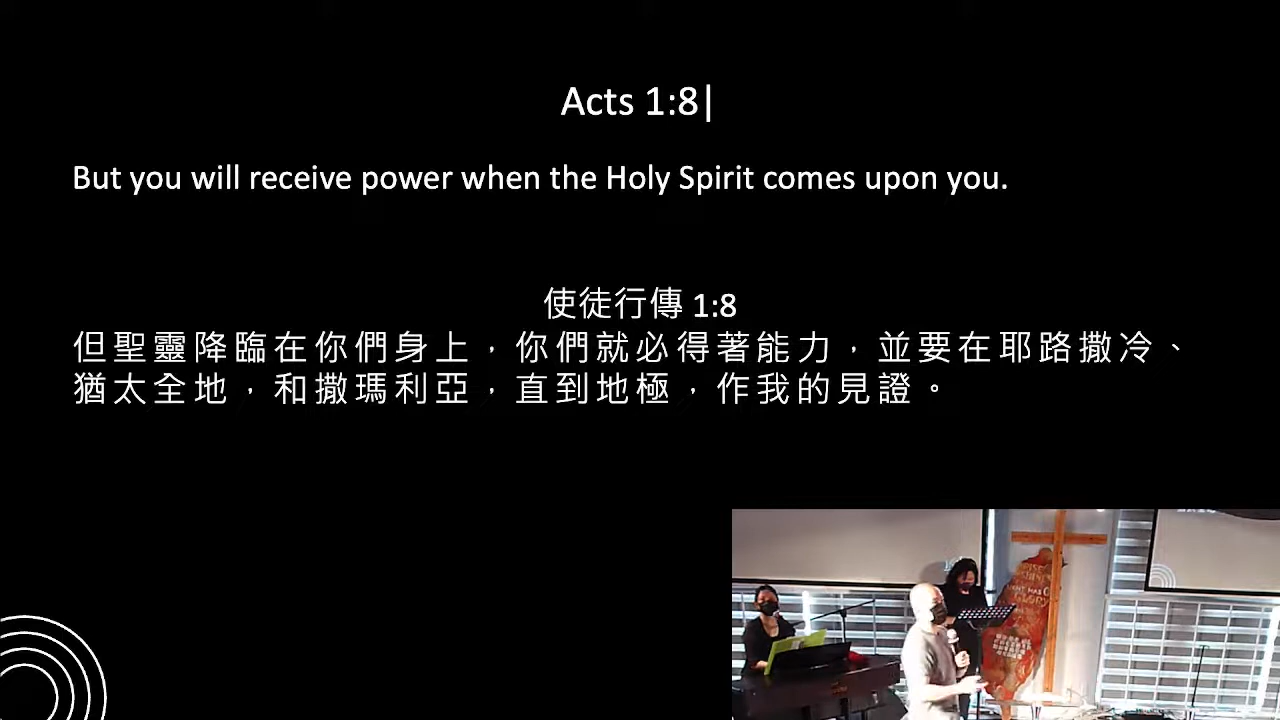 Acts 1:8
But you will receive power when the Holy Spirit comes upon you.
使徒行傳 1:8
但聖靈降臨在你們身上，你們就必得著能力，並要在耶路撒冷、
猶太全地，和撒瑪利亞，直到地極，作我的見證。